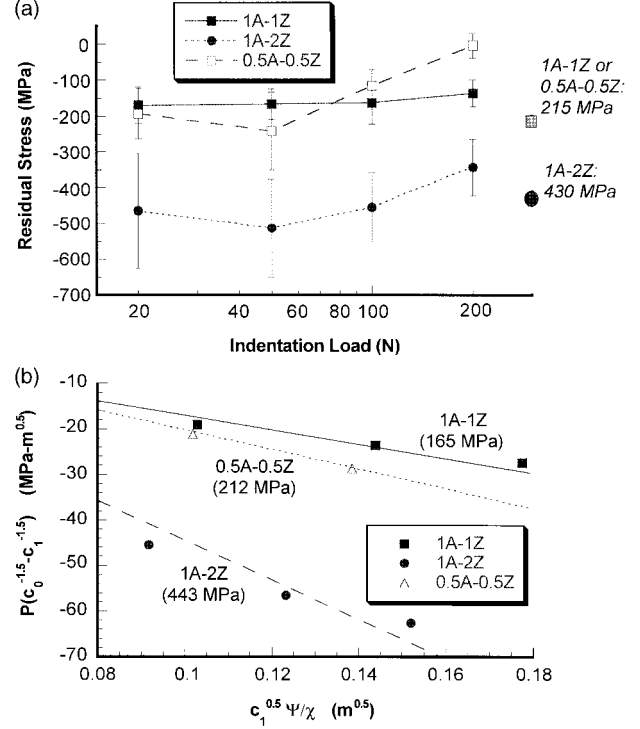 (a)
1A-1Z
1A-2Z
0.5A-0.5Z
Residual Stress (MPa)
0
-100
-200
-300
-400
-500
-600
-700
20
40
60
80 100
200
Indentation Load (N)
1A-1Z or
0.5A-0.5Z:
215 MPa
1A-2Z:
430 MPa
(b)
P(c₀^-1.5-c₁^-1.5) (MPa-m^0.5)
-10
-20
-30
-40
-50
-60
-70
1A-1Z
(165 MPa)
0.5A-0.5Z
(212 MPa)
1A-2Z
(443 MPa)
1A-1Z
1A-2Z
0.5A-0.5Z
0.08
0.1
0.12
0.14
0.16
0.18
c₁^0.5 Ψ/χ (m^0.5)